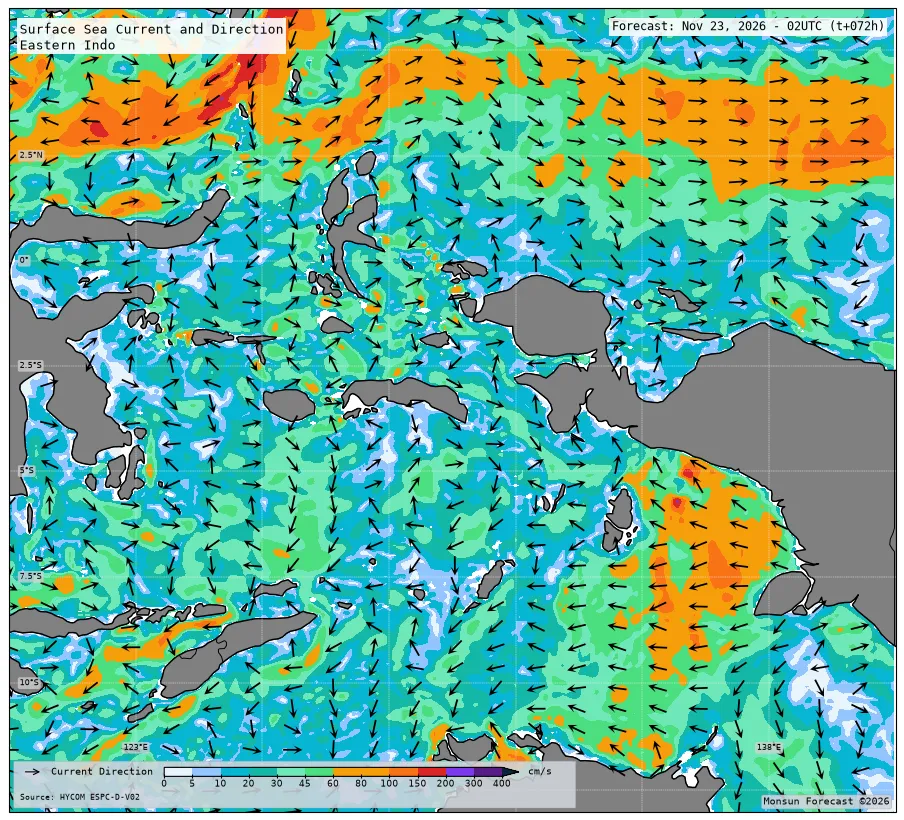 Surface Sea Current and Direction
Eastern Indo
Forecast: Nov 23, 2026 - 02UTC (t+072h)
2.5°N
0°
2.5°S
5°S
7.5°S
10°S
123°E
138°E
Current Direction
0 5 10 20 30 45 60 80 100 150 200 300 400
cm/s
Source: HYCOM ESPC-D-V02
Monsun Forecast ©2026